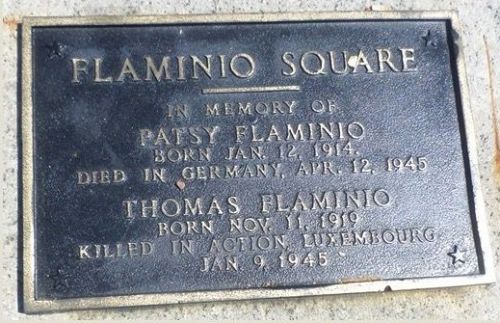 FLAMINIO SQUARE
IN MEMORY OF
PATSY FLAMINIO
BORN JAN. 12, 1914.
DIED IN GERMANY, APR. 12, 1945
THOMAS FLAMINIO
BORN NOV. 11, 1919
KILLED IN ACTION, LUXEMBOURG
JAN. 9, 1945